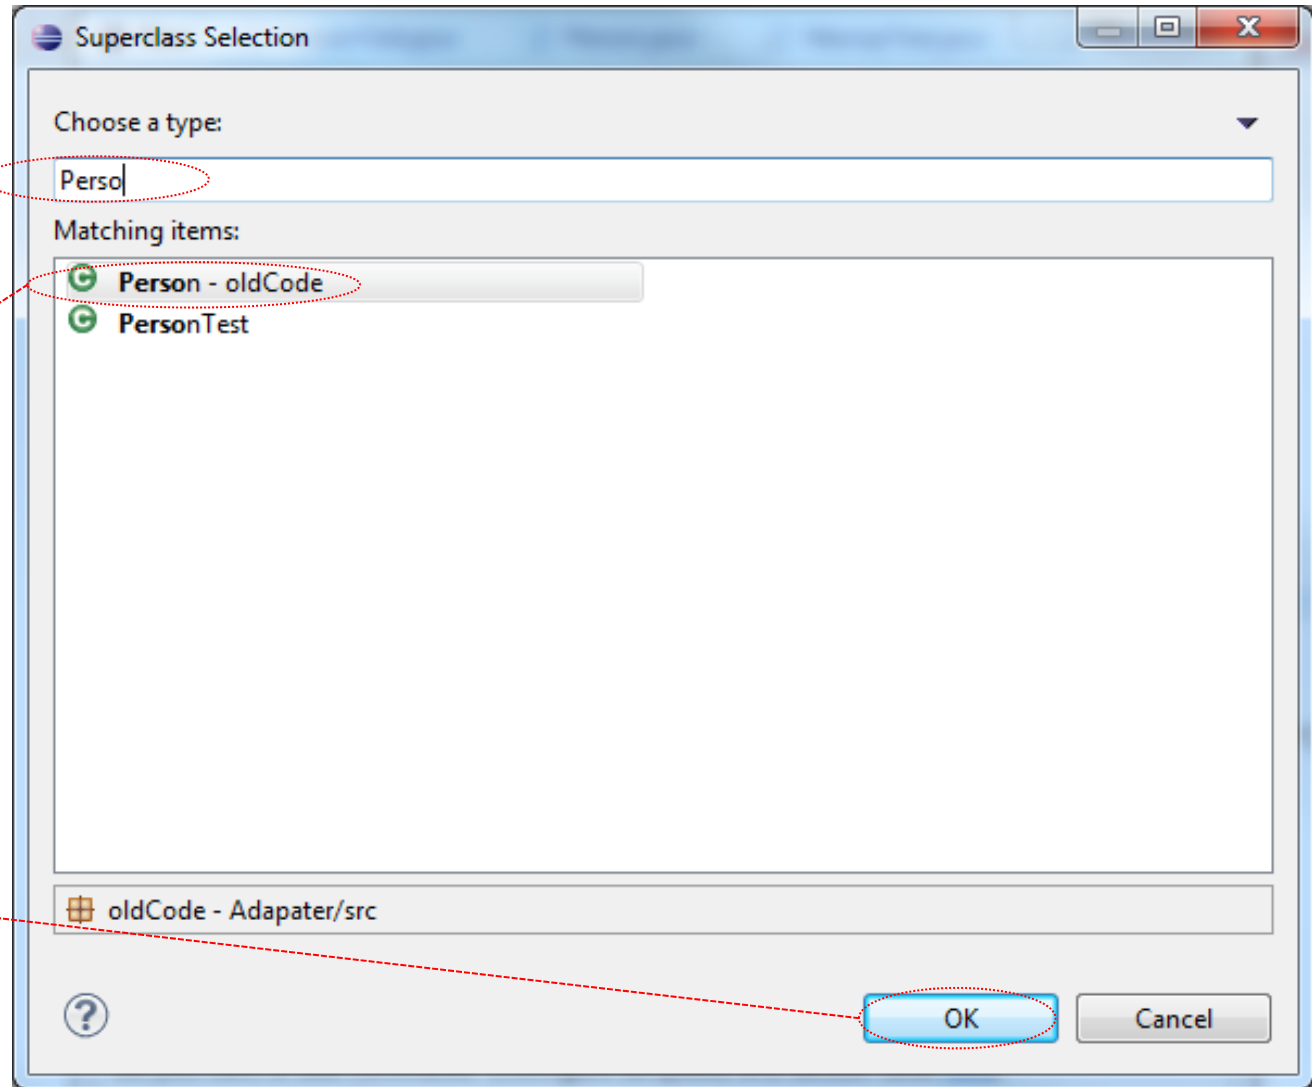 Superclass Selection
Choose a type:
Perso
Matching items:
Person - oldCode
PersonTest
oldCode - Adapater/src
OK
Cancel